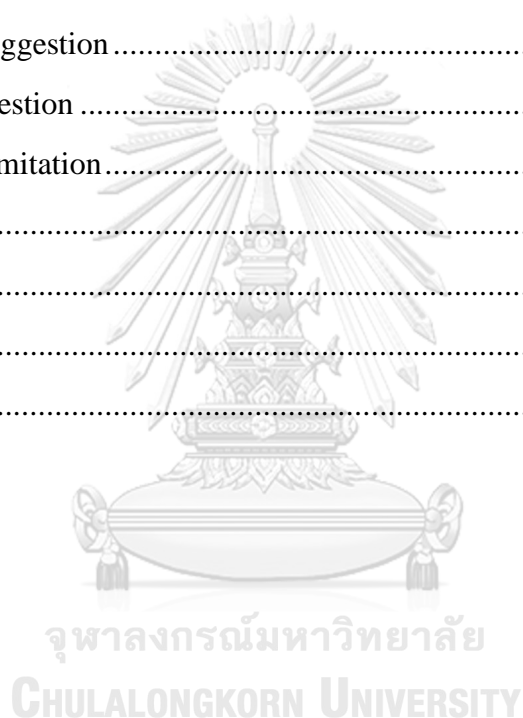 ggestion.............................................................
estion .................................................................
mitation..............................................................
................................................................................
................................................................................
................................................................................
................................................................................
จุฬาลงกรณ์มหาวิทยาลัย
CHULALONGKORN UNIVERSITY